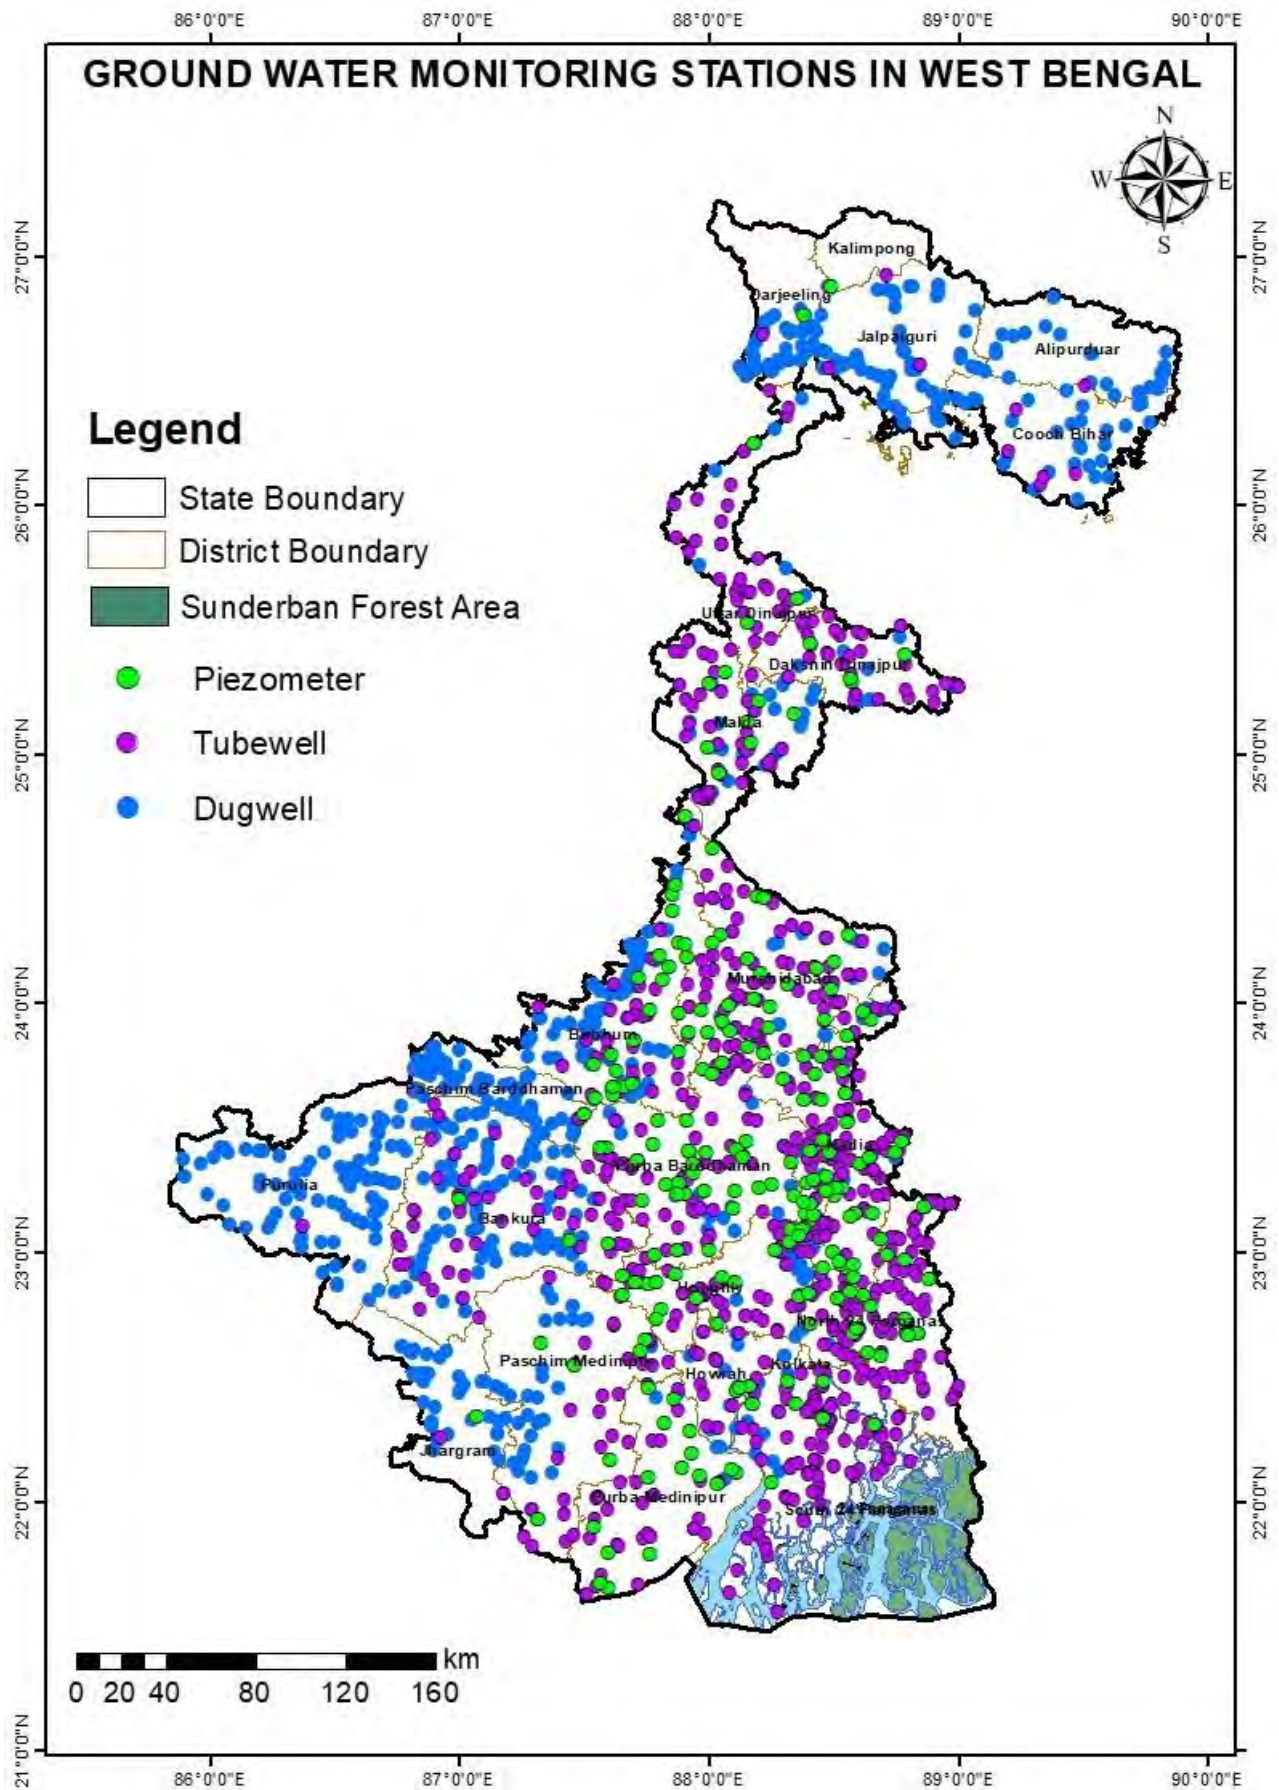 86°0'0"E 87°0'0"E 88°0'0"E 89°0'0"E 90°0'0"E
GROUND WATER MONITORING STATIONS IN WEST BENGAL
N
W E
S
27°0'0"N 27°0'0"N
Kalimpong
Darjeeling
Jalpaiguri
Alipurduar
Legend
Cooch Bihar
State Boundary
26°0'0"N 26°0'0"N
District Boundary
Sunderban Forest Area
Uttar Dinajpur
Dakshin Dinajpur
Piezometer
Malda
Tubewell
25°0'0"N 25°0'0"N
Dugwell
Murshidabad
24°0'0"N 24°0'0"N
Birbhum
Paschim Barddhaman
Nadia
Purba Barddhaman
Purulia
Bankura
23°0'0"N 23°0'0"N
Hooghly
North 24 Parganas
Paschim Medinipur
Kolkata
Howrah
Jhargram
22°0'0"N 22°0'0"N
Purba Medinipur
South 24 Parganas
km
0 20 40 80 120 160
21°0'0"N
86°0'0"E 87°0'0"E 88°0'0"E 89°0'0"E 90°0'0"E